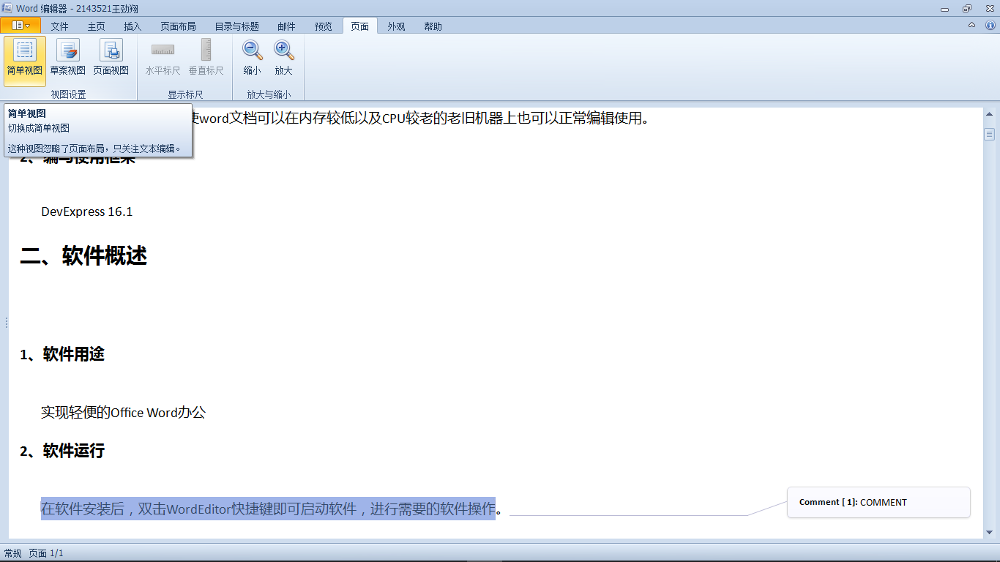 Word 编辑器 - 2143521王劲翔
文件 主页 插入 页面布局 目录与标题 邮件 预览 页面 外观 帮助
简单视图 草案视图 页面视图 水平标尺 垂直标尺 缩小 放大
视图设置 显示标尺 放大与缩小
简单视图
切换成简单视图
这种视图忽略了页面布局，只关注文本编辑。
使word文档可以在内存较低以及CPU较老的老旧机器上也可以正常编辑使用。
2、编写使用框架
DevExpress 16.1
二、软件概述
1、软件用途
实现轻便的Office Word办公
2、软件运行
在软件安装后，双击WordEditor快捷键即可启动软件，进行需要的软件操作。
Comment [ 1]: COMMENT
常规 页面 1/1